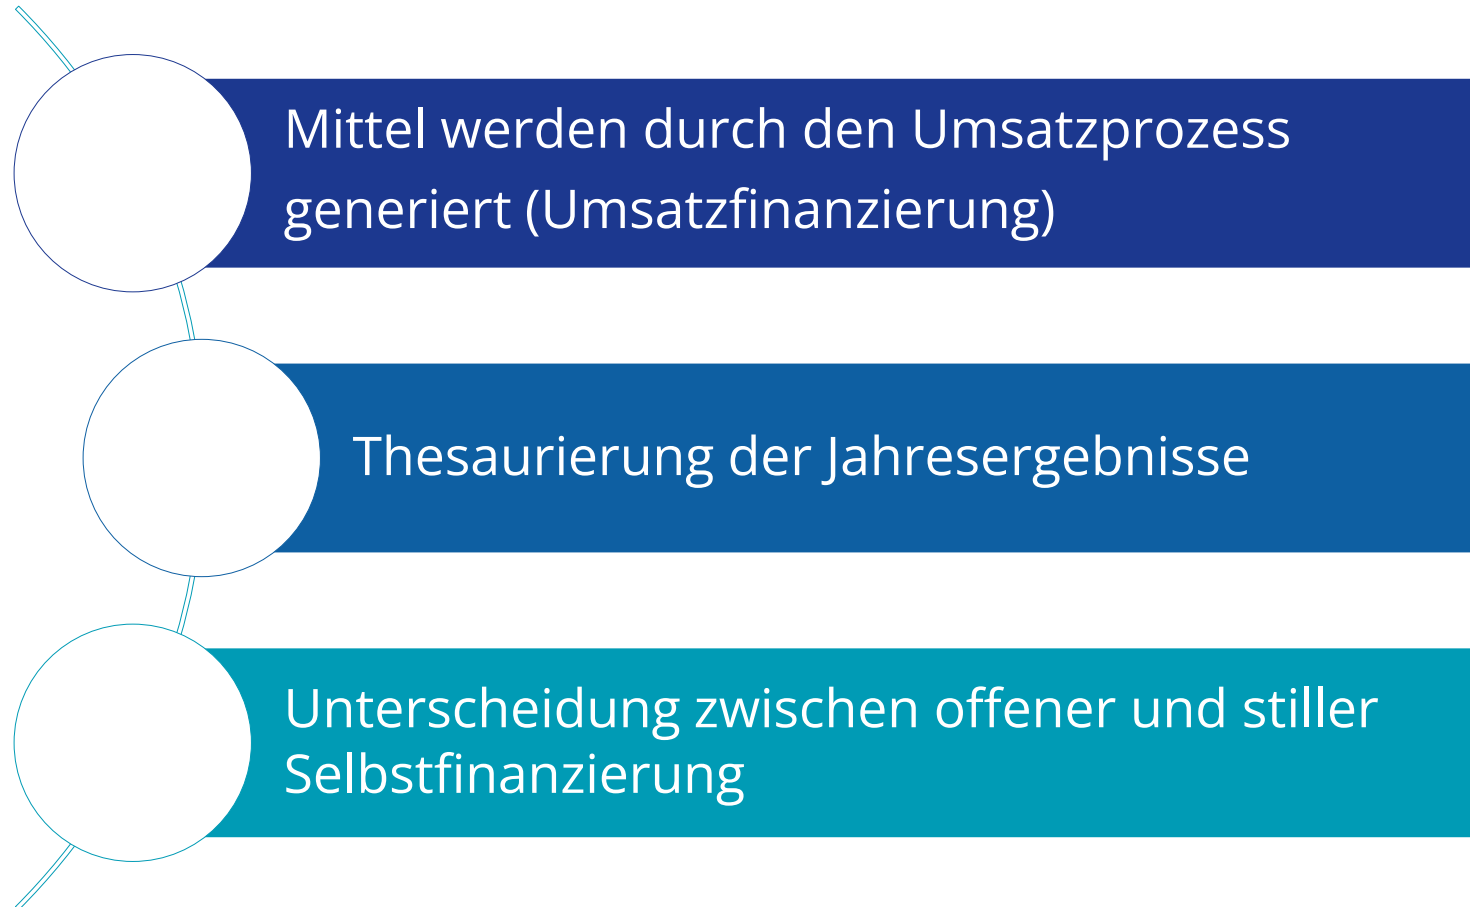 Mittel werden durch den Umsatzprozess
generiert (Umsatzfinanzierung)
Thesaurierung der Jahresergebnisse
Unterscheidung zwischen offener und stiller
Selbstfinanzierung